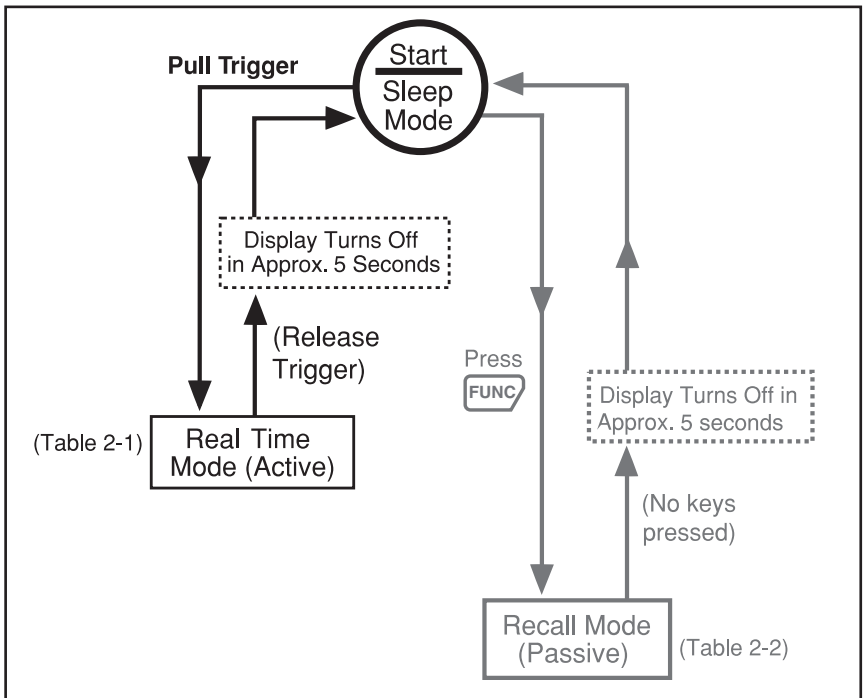 Pull Trigger
Start
Sleep
Mode
Display Turns Off
in Approx. 5 Seconds
(Release
Trigger)
Press
FUNC
Display Turns Off in
Approx. 5 seconds
(Table 2-1)
Real Time
Mode (Active)
(No keys
pressed)
Recall Mode
(Passive)
(Table 2-2)